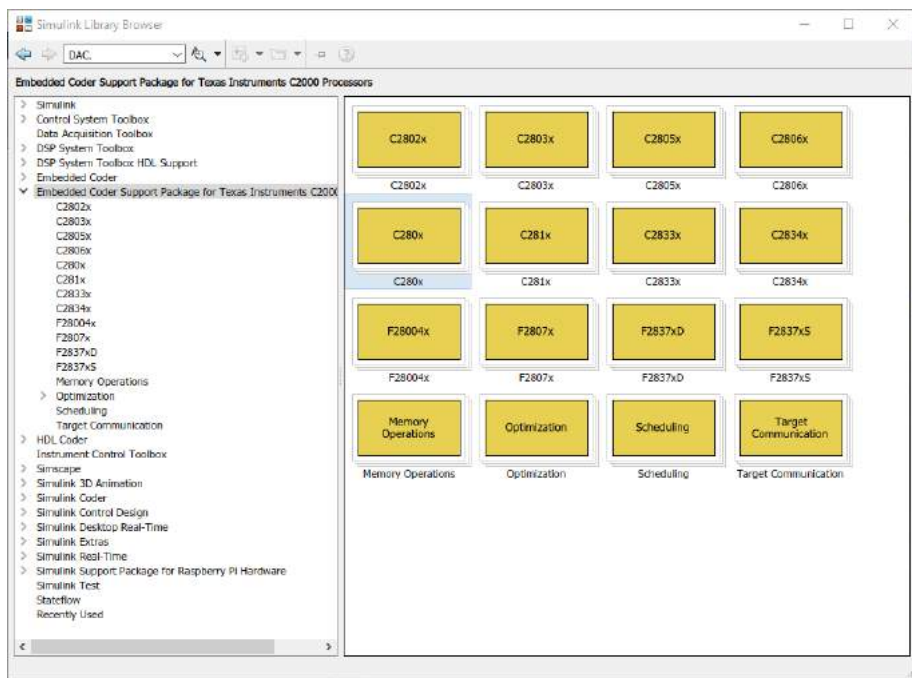 Simulink Library Browser
DAC.
Embedded Coder Support Package for Texas Instruments C2000 Processors
Simulink
Control System Toolbox
Data Acquisition Toolbox
DSP System Toolbox
DSP System Toolbox HDL Support
Embedded Coder
Embedded Coder Support Package for Texas Instruments C200
C2802x
C2803x
C2805x
C2806x
C280x
C281x
C2833x
C2834x
F28004x
F2807x
F2837xD
F2837xS
Memory Operations
Optimization
Scheduling
Target Communication
HDL Coder
Instrument Control Toolbox
Simscape
Simulink 3D Animation
Simulink Coder
Simulink Control Design
Simulink Desktop Real-Time
Simulink Extras
Simulink Real-Time
Simulink Support Package for Raspberry Pi Hardware
Simulink Test
Stateflow
Recently Used
C2802x C2803x C2805x C2806x
C2802x C2803x C2805x C2806x
C280x C281x C2833x C2834x
C280x C281x C2833x C2834x
F28004x F2807x F2837xD F2837xS
F28004x F2807x F2837xD F2837xS
Memory Operations Optimization Scheduling Target Communication
Memory Operations Optimization Scheduling Target Communication